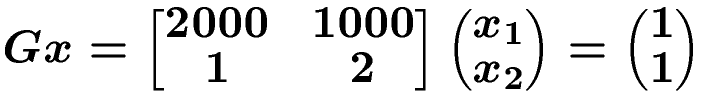 Gx = [2000 1000; 1 2] (x₁; x₂) = (1; 1)